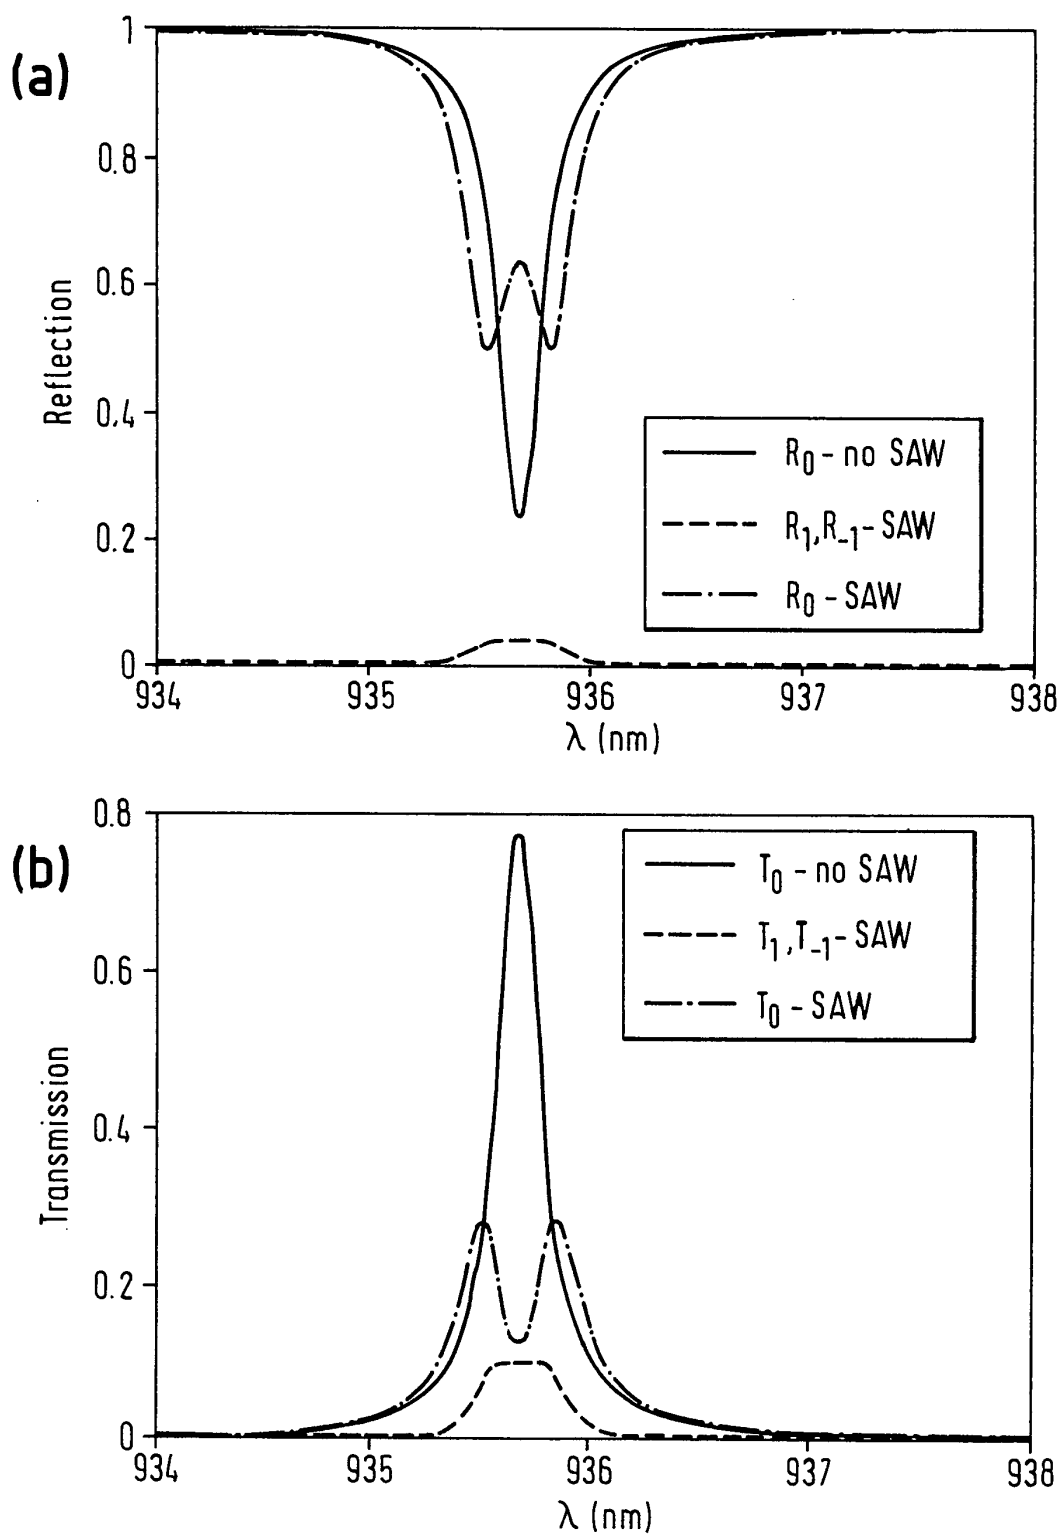 (a)
1
0.8
0.6
0.4
0.2
0
Reflection
R0 - no SAW
R1,R-1 - SAW
R0 - SAW
934 935 936 937 938
λ (nm)
(b)
0.8
0.6
0.4
0.2
0
Transmission
T0 - no SAW
T1,T-1 - SAW
T0 - SAW
934 935 936 937 938
λ (nm)